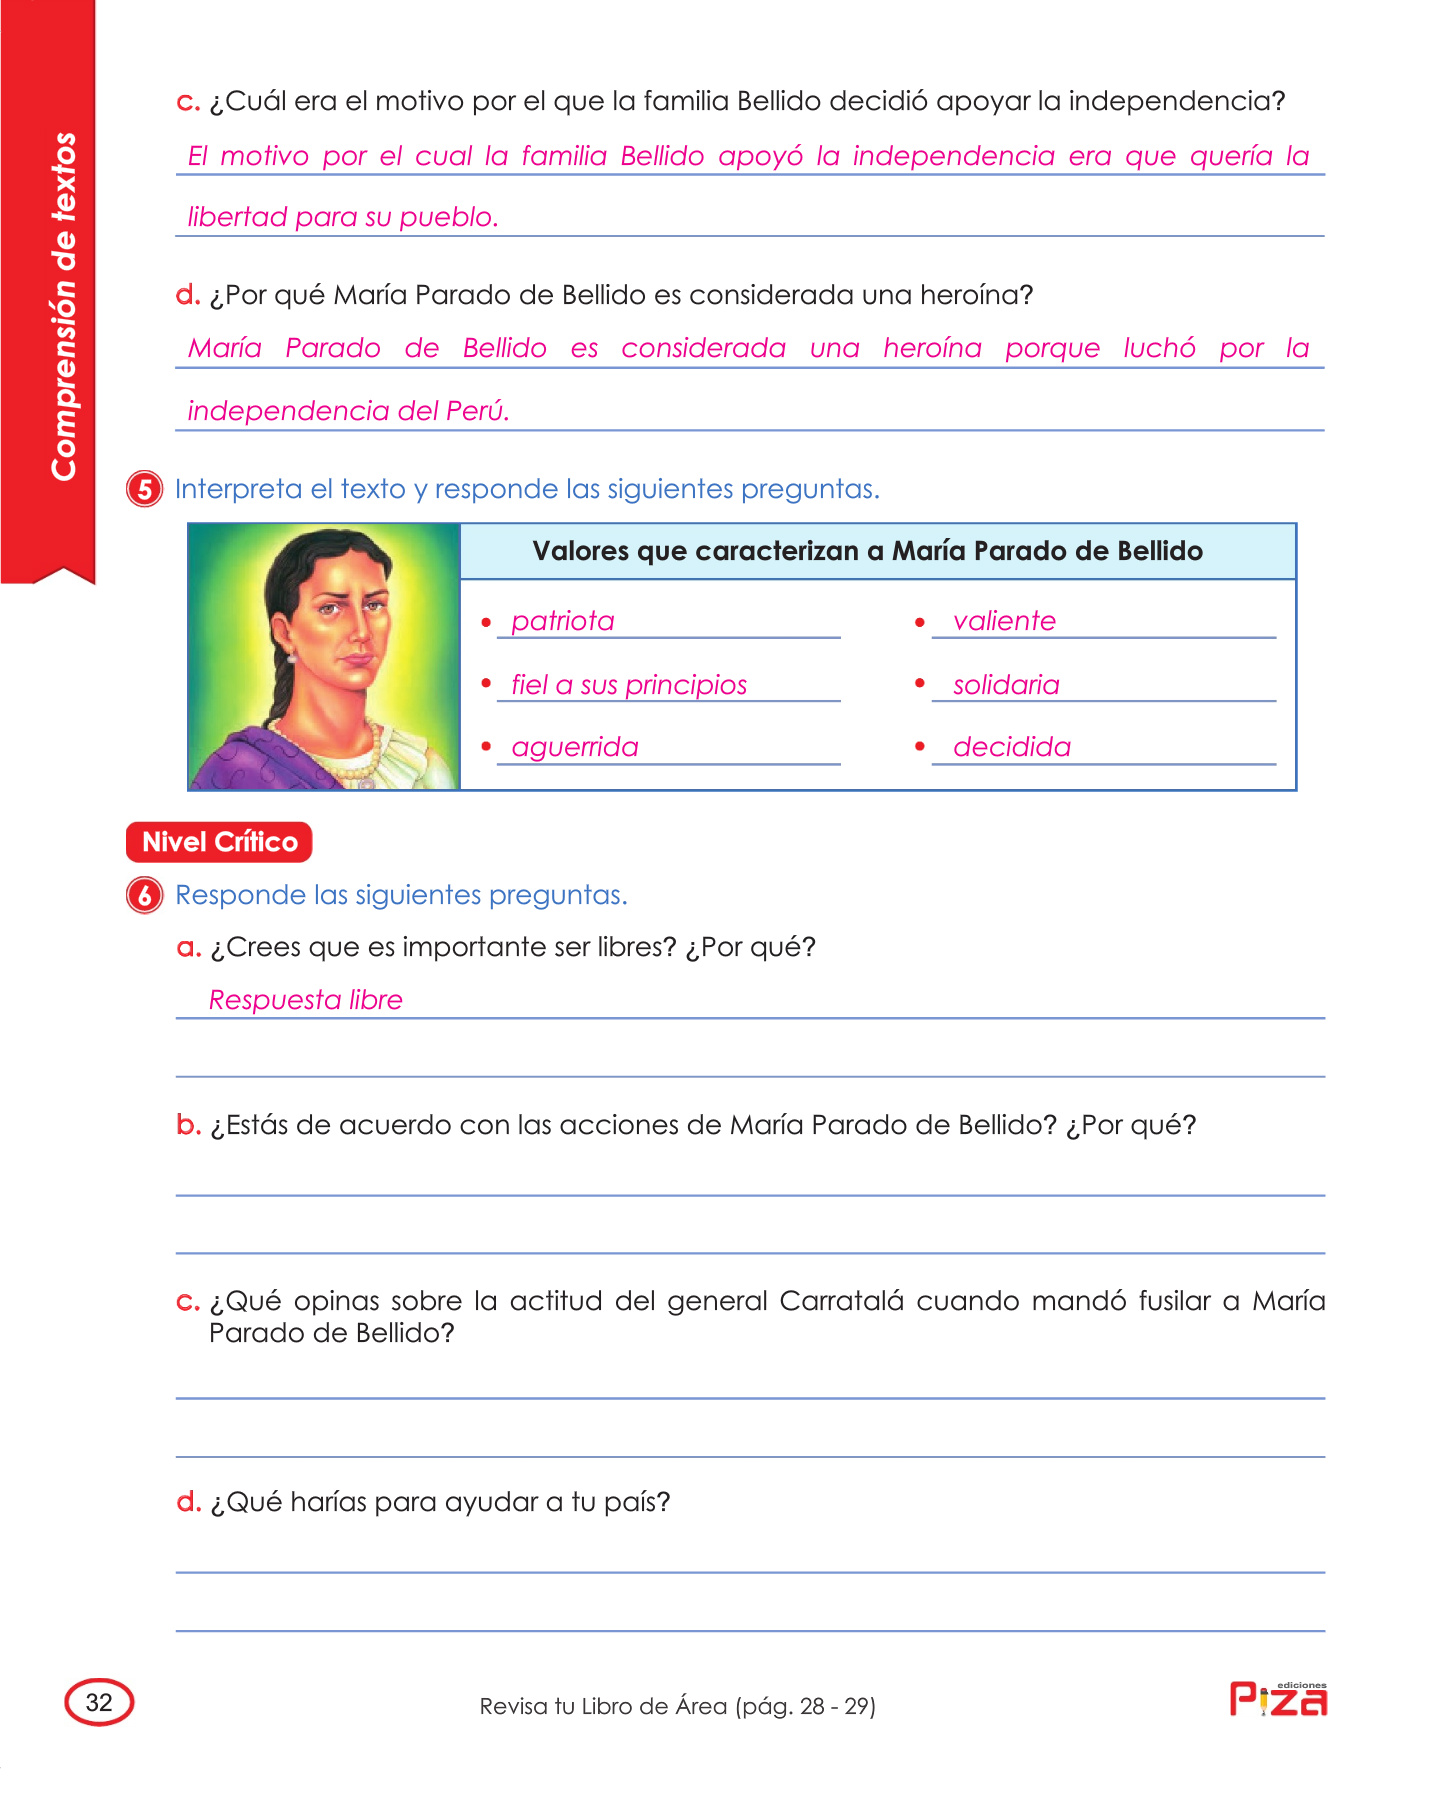 Comprensión de textos
c. ¿Cuál era el motivo por el que la familia Bellido decidió apoyar la independencia?
El motivo por el cual la familia Bellido apoyó la independencia era que quería la
libertad para su pueblo.
d. ¿Por qué María Parado de Bellido es considerada una heroína?
María Parado de Bellido es considerada una heroína porque luchó por la
independencia del Perú.
5 Interpreta el texto y responde las siguientes preguntas.
Valores que caracterizan a María Parado de Bellido
• patriota • valiente
• fiel a sus principios • solidaria
• aguerrida • decidida
Nivel Crítico
6 Responde las siguientes preguntas.
a. ¿Crees que es importante ser libres? ¿Por qué?
Respuesta libre
b. ¿Estás de acuerdo con las acciones de María Parado de Bellido? ¿Por qué?
c. ¿Qué opinas sobre la actitud del general Carratalá cuando mandó fusilar a María
Parado de Bellido?
d. ¿Qué harías para ayudar a tu país?
32
Revisa tu Libro de Área (pág. 28 - 29)
ediciones
Piza